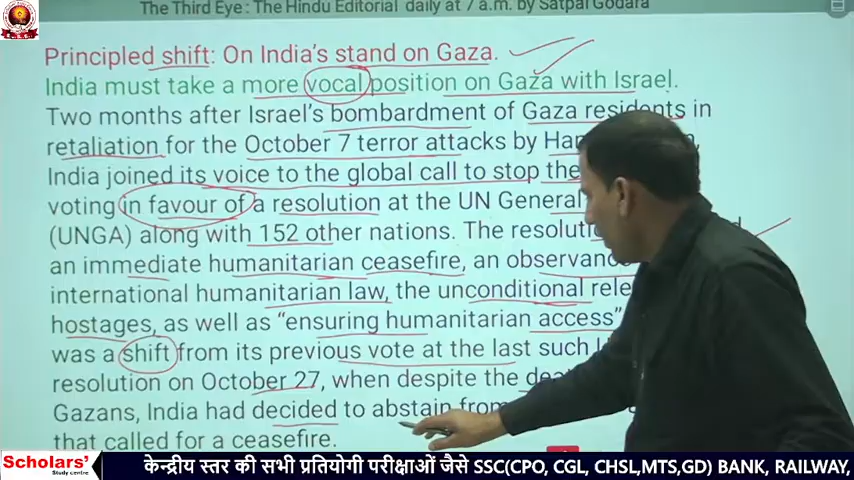 The Third Eye : The Hindu Editorial daily at 7 a.m. by Satpal Godara
Principled shift: On India's stand on Gaza.
India must take a more vocal position on Gaza with Israel.
Two months after Israel's bombardment of Gaza residents in
retaliation for the October 7 terror attacks by
India joined its voice to the global call to stop the
voting in favour of a resolution at the UN General
(UNGA) along with 152 other nations. The
an immediate humanitarian ceasefire, an
international humanitarian law, the unconditional
hostages, as well as "ensuring humanitarian access"
was a shift from its previous vote at the last such
resolution on October 27, when despite the
Gazans, India had decided to abstain from
that called for a ceasefire.
Scholars' केन्द्रीय स्तर की सभी प्रतियोगी परीक्षाओं जैसे SSC(CPO, CGL, CHSL,MTS,GD) BANK, RAILWAY,
Study centre